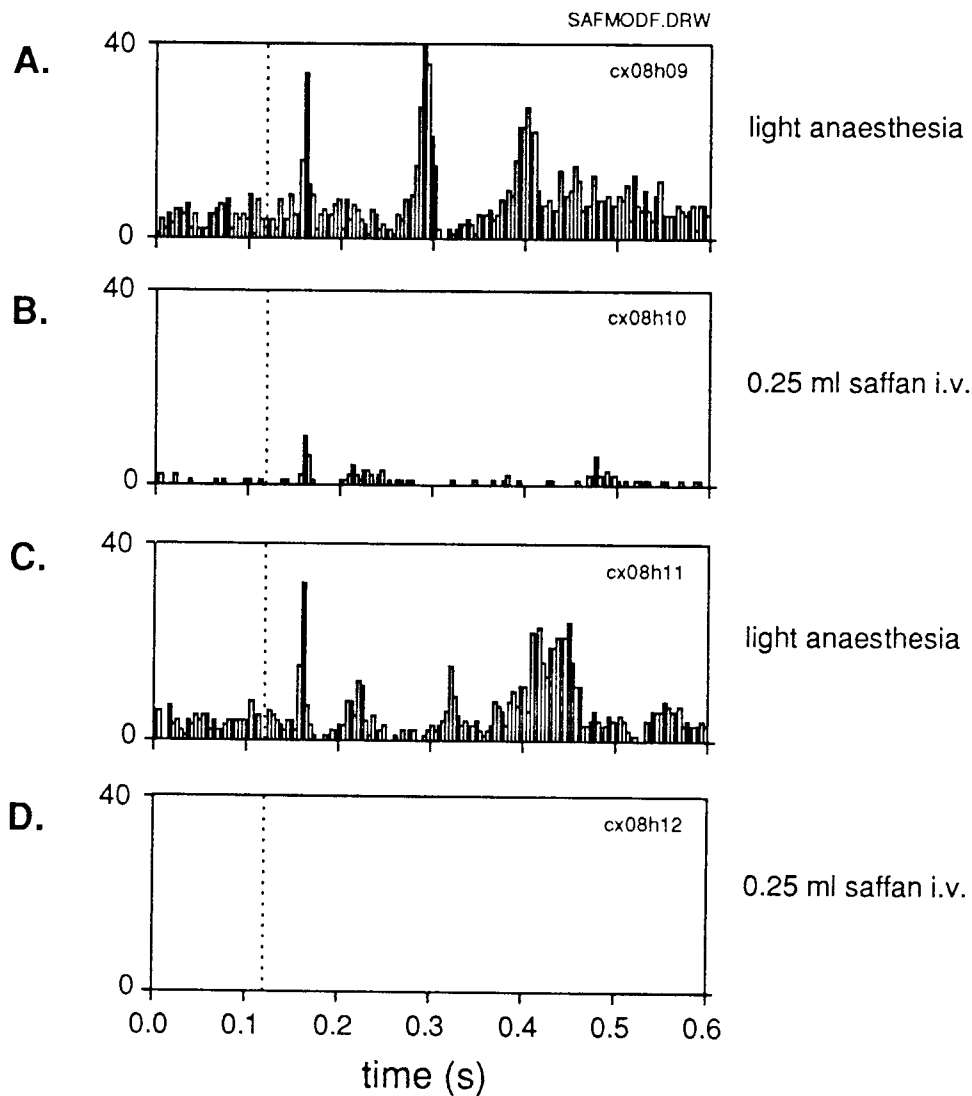 SAFMODF.DRW
A.
40
cx08h09
light anaesthesia
0
B.
40
cx08h10
0.25 ml saffan i.v.
0
C.
40
cx08h11
light anaesthesia
0
D.
40
cx08h12
0.25 ml saffan i.v.
0
0.0 0.1 0.2 0.3 0.4 0.5 0.6
time (s)